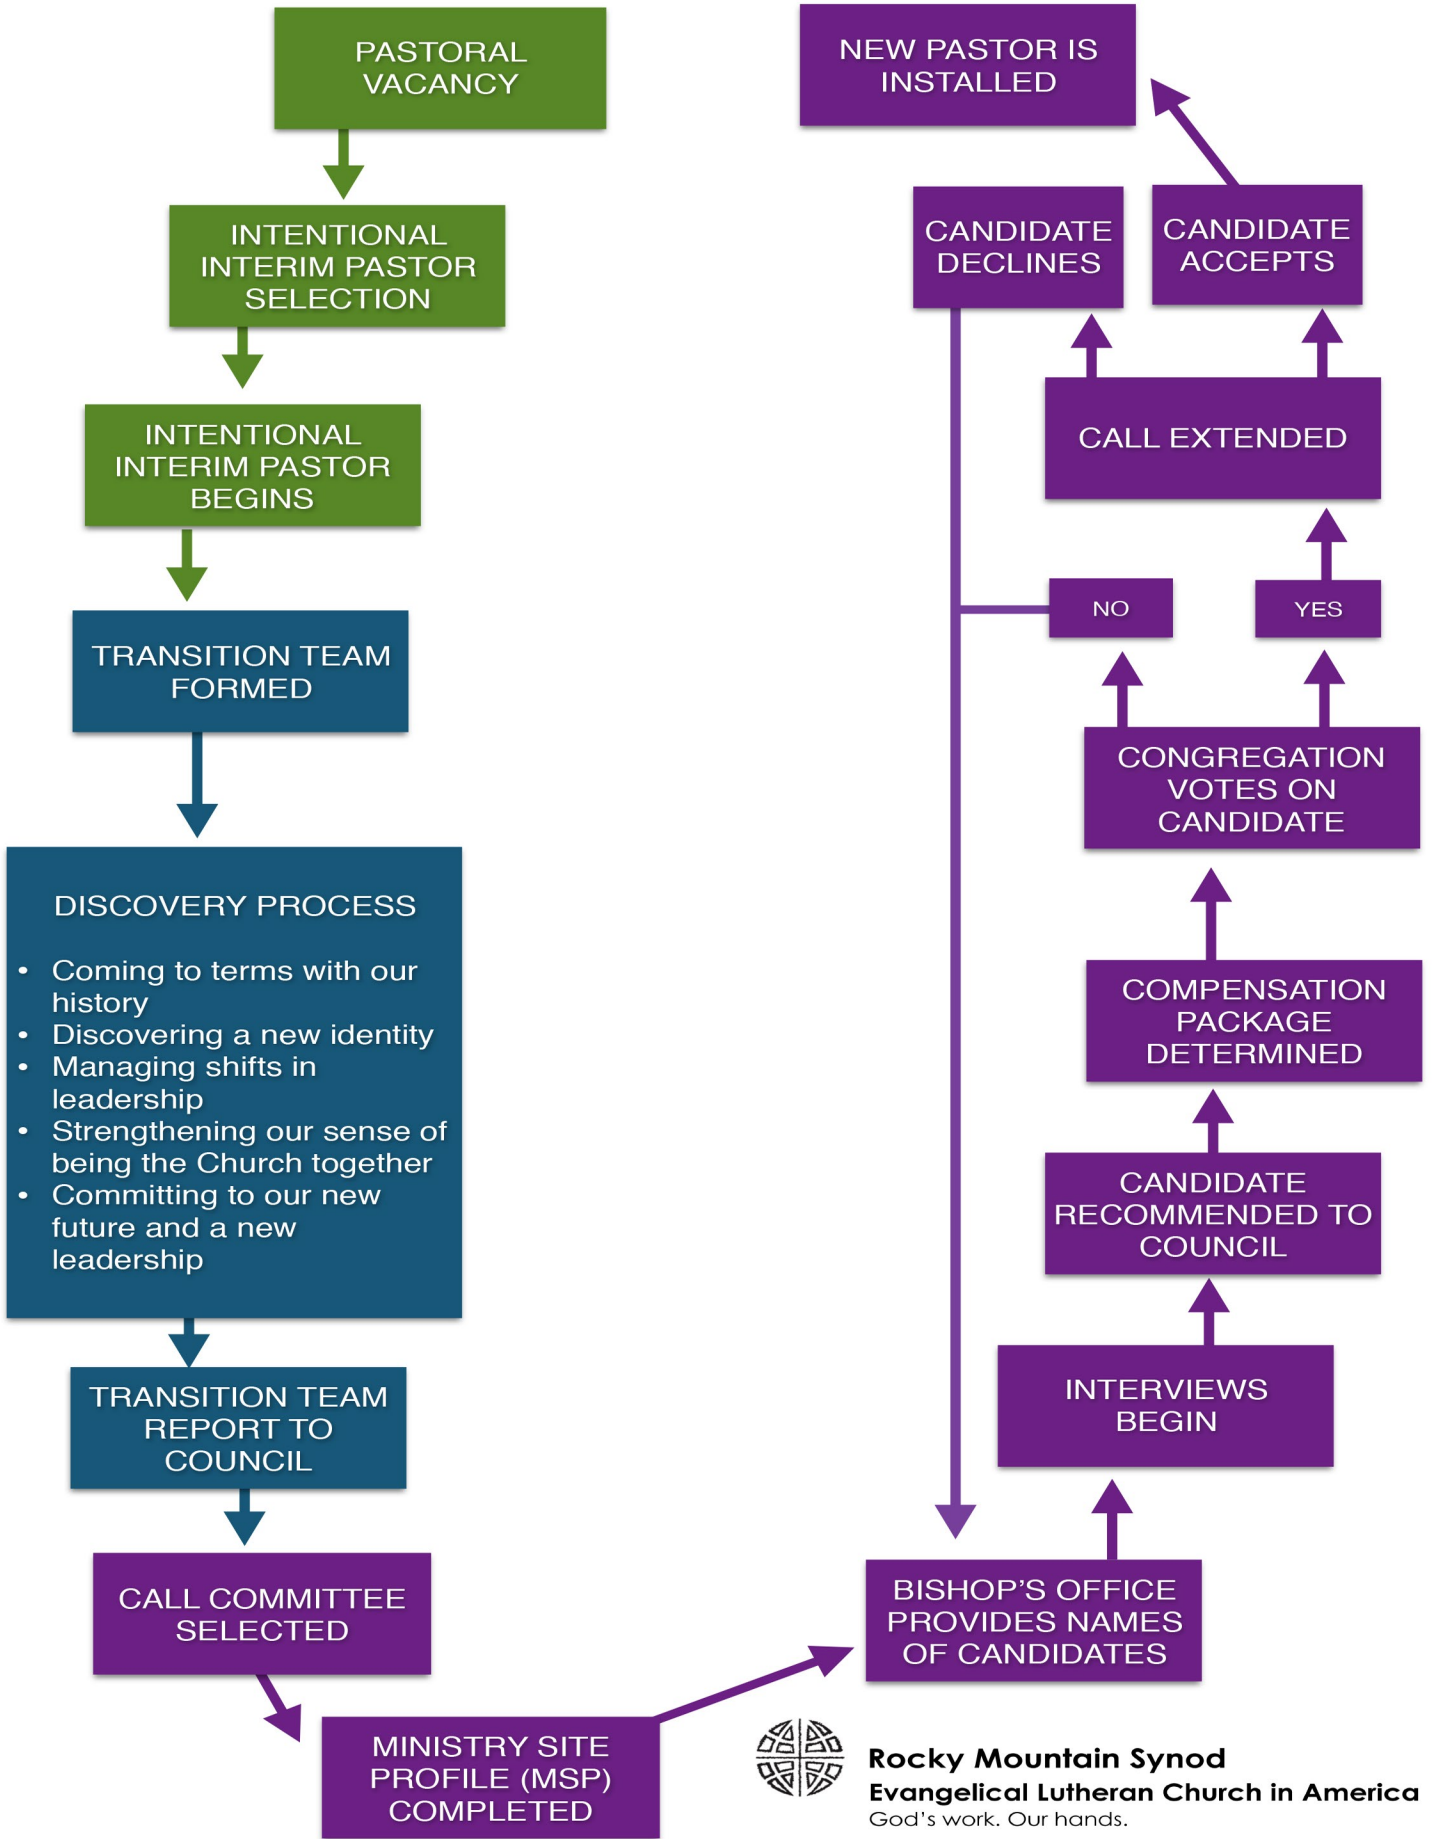 PASTORAL
VACANCY
INTENTIONAL
INTERIM PASTOR
SELECTION
INTENTIONAL
INTERIM PASTOR
BEGINS
TRANSITION TEAM
FORMED
DISCOVERY PROCESS
• Coming to terms with our
history
• Discovering a new identity
• Managing shifts in
leadership
• Strengthening our sense of
being the Church together
• Committing to our new
future and a new
leadership
TRANSITION TEAM
REPORT TO
COUNCIL
CALL COMMITTEE
SELECTED
MINISTRY SITE
PROFILE (MSP)
COMPLETED
BISHOP’S OFFICE
PROVIDES NAMES
OF CANDIDATES
INTERVIEWS
BEGIN
CANDIDATE
RECOMMENDED TO
COUNCIL
COMPENSATION
PACKAGE
DETERMINED
CONGREGATION
VOTES ON
CANDIDATE
NO
YES
CALL EXTENDED
CANDIDATE
DECLINES
CANDIDATE
ACCEPTS
NEW PASTOR IS
INSTALLED
Rocky Mountain Synod
Evangelical Lutheran Church in America
God’s work. Our hands.